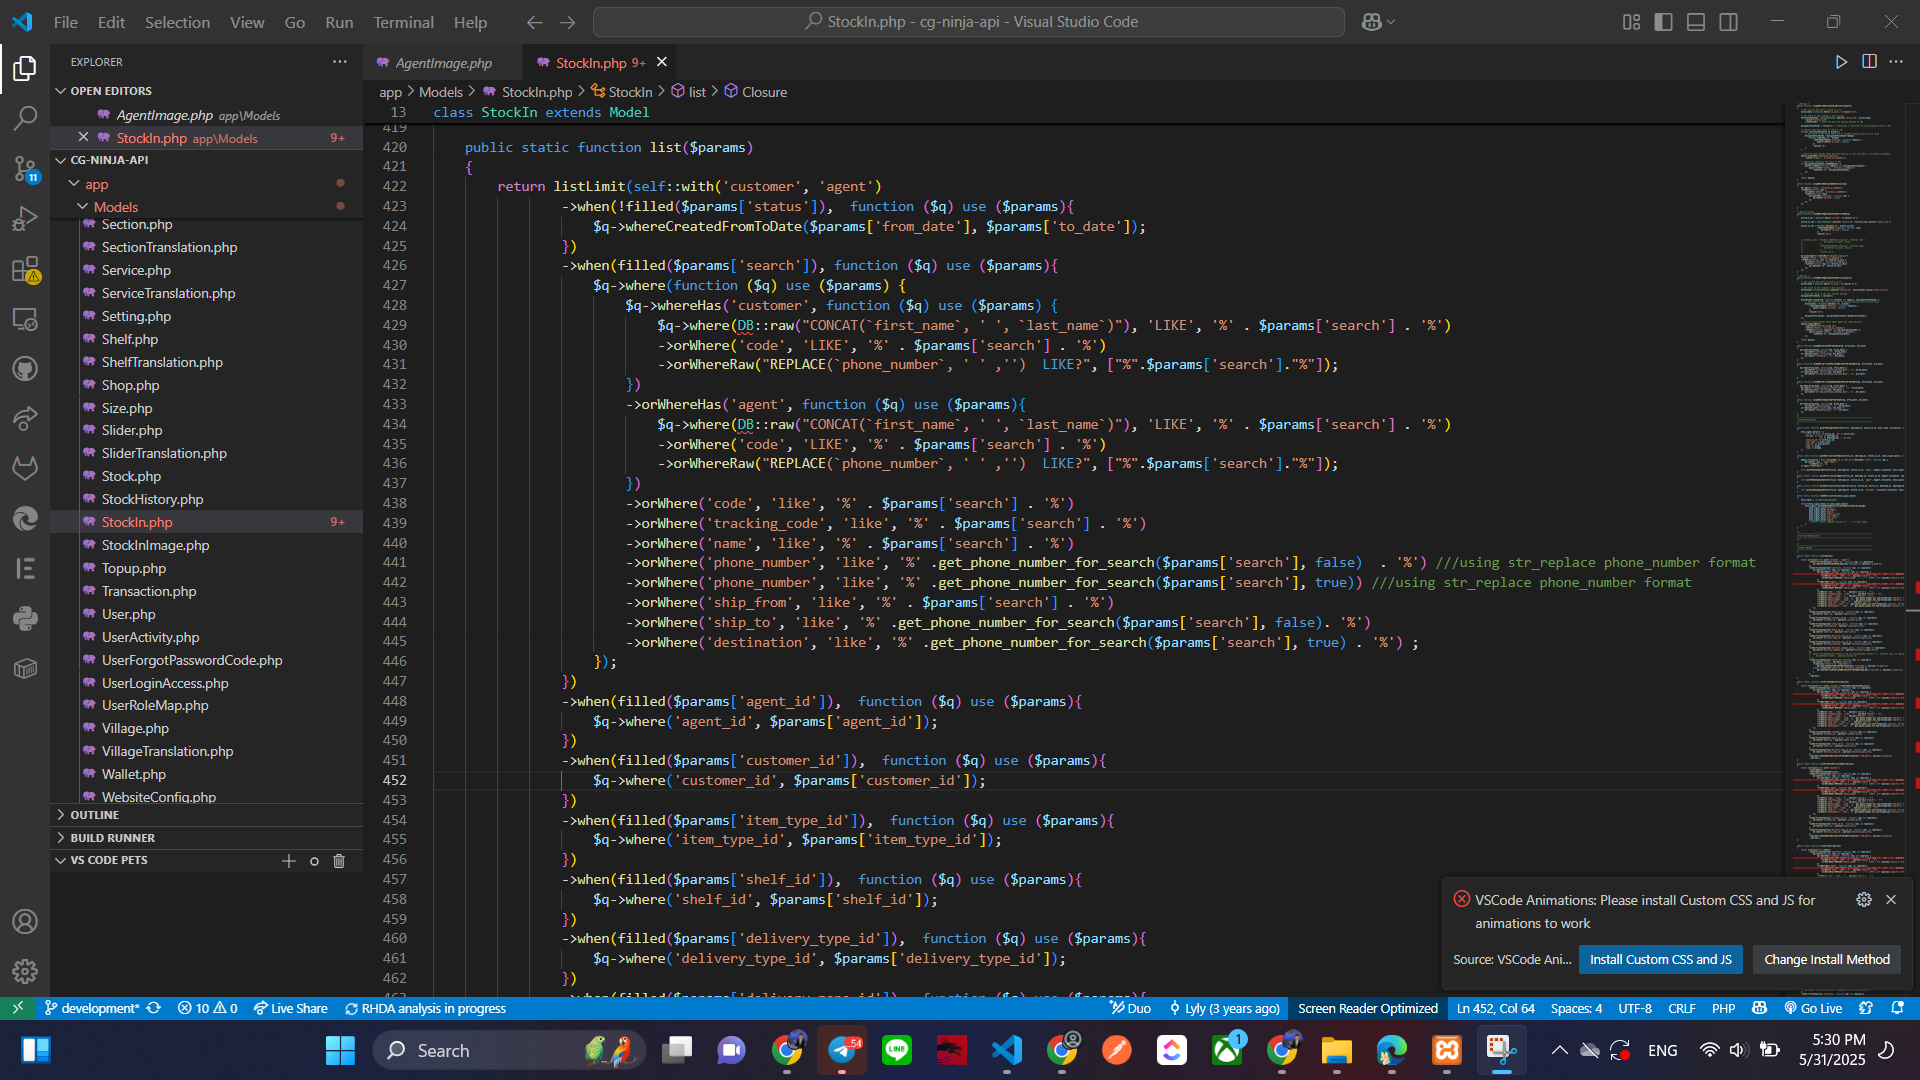 File Edit Selection View Go Run Terminal Help
StockIn.php - cg-ninja-api - Visual Studio Code
EXPLORER
OPEN EDITORS
AgentImage.php app\Models
StockIn.php app\Models 9+
CG-NINJA-API
11
app
Models
Section.php
SectionTranslation.php
Service.php
ServiceTranslation.php
Setting.php
Shelf.php
ShelfTranslation.php
Shop.php
Size.php
Slider.php
SliderTranslation.php
Stock.php
StockHistory.php
StockIn.php 9+
StockInImage.php
Topup.php
Transaction.php
User.php
UserActivity.php
UserForgotPasswordCode.php
UserLoginAccess.php
UserRoleMap.php
Village.php
VillageTranslation.php
Wallet.php
WebsiteConfig.php
OUTLINE
BUILD RUNNER
VS CODE PETS
AgentImage.php
StockIn.php 9+
app > Models > StockIn.php > StockIn > list > Closure
13 class StockIn extends Model
419
420 public static function list($params)
421 {
422 return listLimit(self::with('customer', 'agent')
423 ->when(!filled($params['status']), function ($q) use ($params){
424 $q->whereCreatedFromToDate($params['from_date'], $params['to_date']);
425 })
426 ->when(filled($params['search']), function ($q) use ($params){
427 $q->where(function ($q) use ($params) {
428 $q->whereHas('customer', function ($q) use ($params) {
429 $q->where(DB::raw("CONCAT(`first_name`, ' ', `last_name`)"), 'LIKE', '%' . $params['search'] . '%')
430 ->orWhere('code', 'LIKE', '%' . $params['search'] . '%')
431 ->orWhereRaw("REPLACE(`phone_number`, ' ' ,'')  LIKE?", ["%".$params['search']."%"]);
432 })
433 ->orWhereHas('agent', function ($q) use ($params){
434 $q->where(DB::raw("CONCAT(`first_name`, ' ', `last_name`)"), 'LIKE', '%' . $params['search'] . '%')
435 ->orWhere('code', 'LIKE', '%' . $params['search'] . '%')
436 ->orWhereRaw("REPLACE(`phone_number`, ' ' ,'')  LIKE?", ["%".$params['search']."%"]);
437 })
438 ->orWhere('code', 'like', '%' . $params['search'] . '%')
439 ->orWhere('tracking_code', 'like', '%' . $params['search'] . '%')
440 ->orWhere('name', 'like', '%' . $params['search'] . '%')
441 ->orWhere('phone_number', 'like', '%' .get_phone_number_for_search($params['search'], false)  . '%') ///using str_replace phone_number format
442 ->orWhere('phone_number', 'like', '%' .get_phone_number_for_search($params['search'], true)) ///using str_replace phone_number format
443 ->orWhere('ship_from', 'like', '%' . $params['search'] . '%')
444 ->orWhere('ship_to', 'like', '%' .get_phone_number_for_search($params['search'], false). '%')
445 ->orWhere('destination', 'like', '%' .get_phone_number_for_search($params['search'], true) . '%') ;
446 });
447 })
448 ->when(filled($params['agent_id']), function ($q) use ($params){
449 $q->where('agent_id', $params['agent_id']);
450 })
451 ->when(filled($params['customer_id']), function ($q) use ($params){
452 $q->where('customer_id', $params['customer_id']);
453 })
454 ->when(filled($params['item_type_id']), function ($q) use ($params){
455 $q->where('item_type_id', $params['item_type_id']);
456 })
457 ->when(filled($params['shelf_id']), function ($q) use ($params){
458 $q->where('shelf_id', $params['shelf_id']);
459 })
460 ->when(filled($params['delivery_type_id']), function ($q) use ($params){
461 $q->where('delivery_type_id', $params['delivery_type_id']);
462 })
VSCode Animations: Please install Custom CSS and JS for
animations to work
Source: VSCode Ani... Install Custom CSS and JS Change Install Method
development* 10 0 Live Share RHDA analysis in progress Duo Lyly (3 years ago) Screen Reader Optimized Ln 452, Col 64 Spaces: 4 UTF-8 CRLF PHP Go Live
Search
54
LINE
1
ENG
5:30 PM
5/31/2025